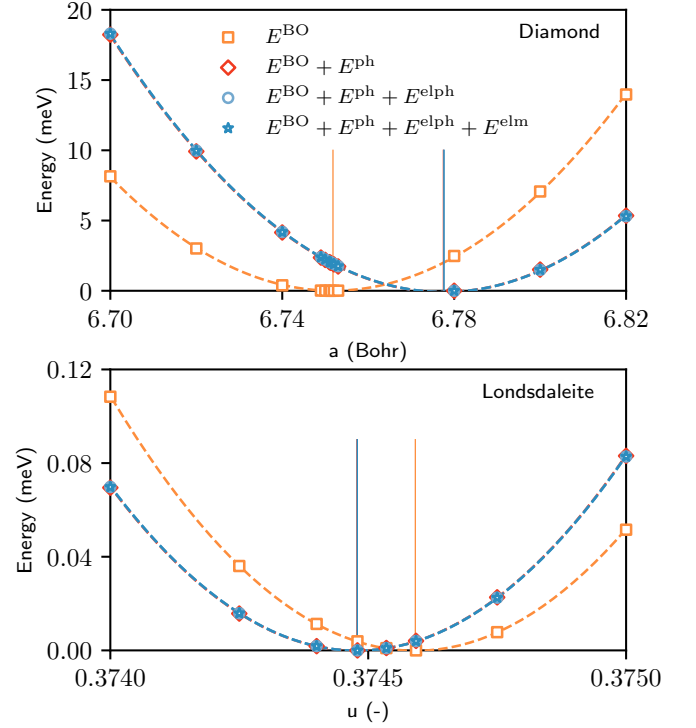 20
15
10
5
0
Energy (meV)
Diamond
E^BO
E^BO + E^ph
E^BO + E^ph + E^elph
E^BO + E^ph + E^elph + E^elm
6.70 6.74 6.78 6.82
a (Bohr)
0.12
0.08
0.04
0.00
Energy (meV)
Londsdaleite
0.3740 0.3745 0.3750
u (-)